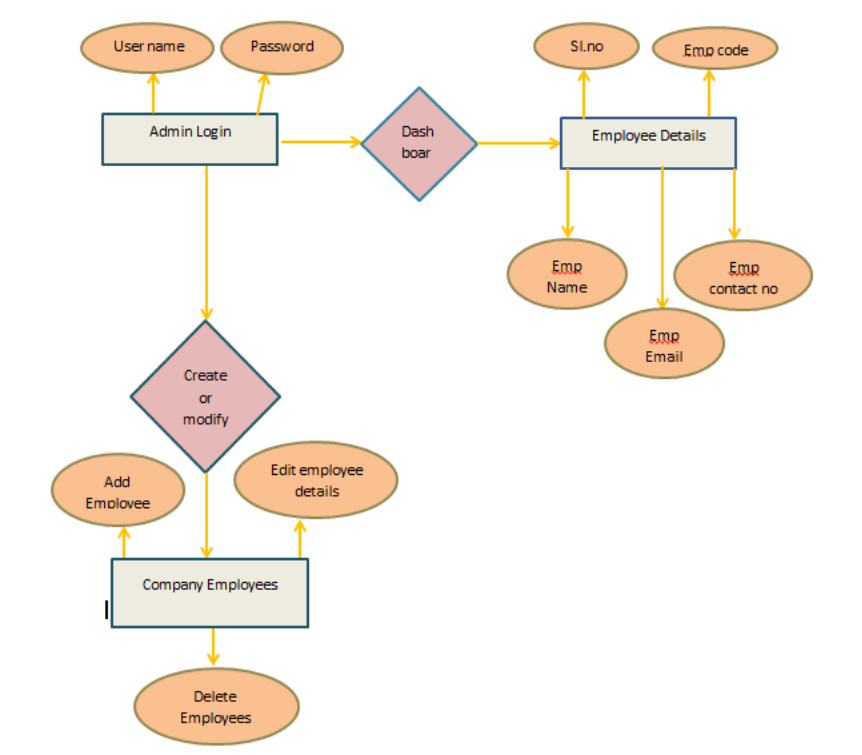 User name
Password
Sl.no
Emp code
Admin Login
Dash
boar
Employee Details
Emp
Name
Emp
contact no
Emp
Email
Create
or
modify
Add
Employee
Edit employee
details
Company Employees
Delete
Employees